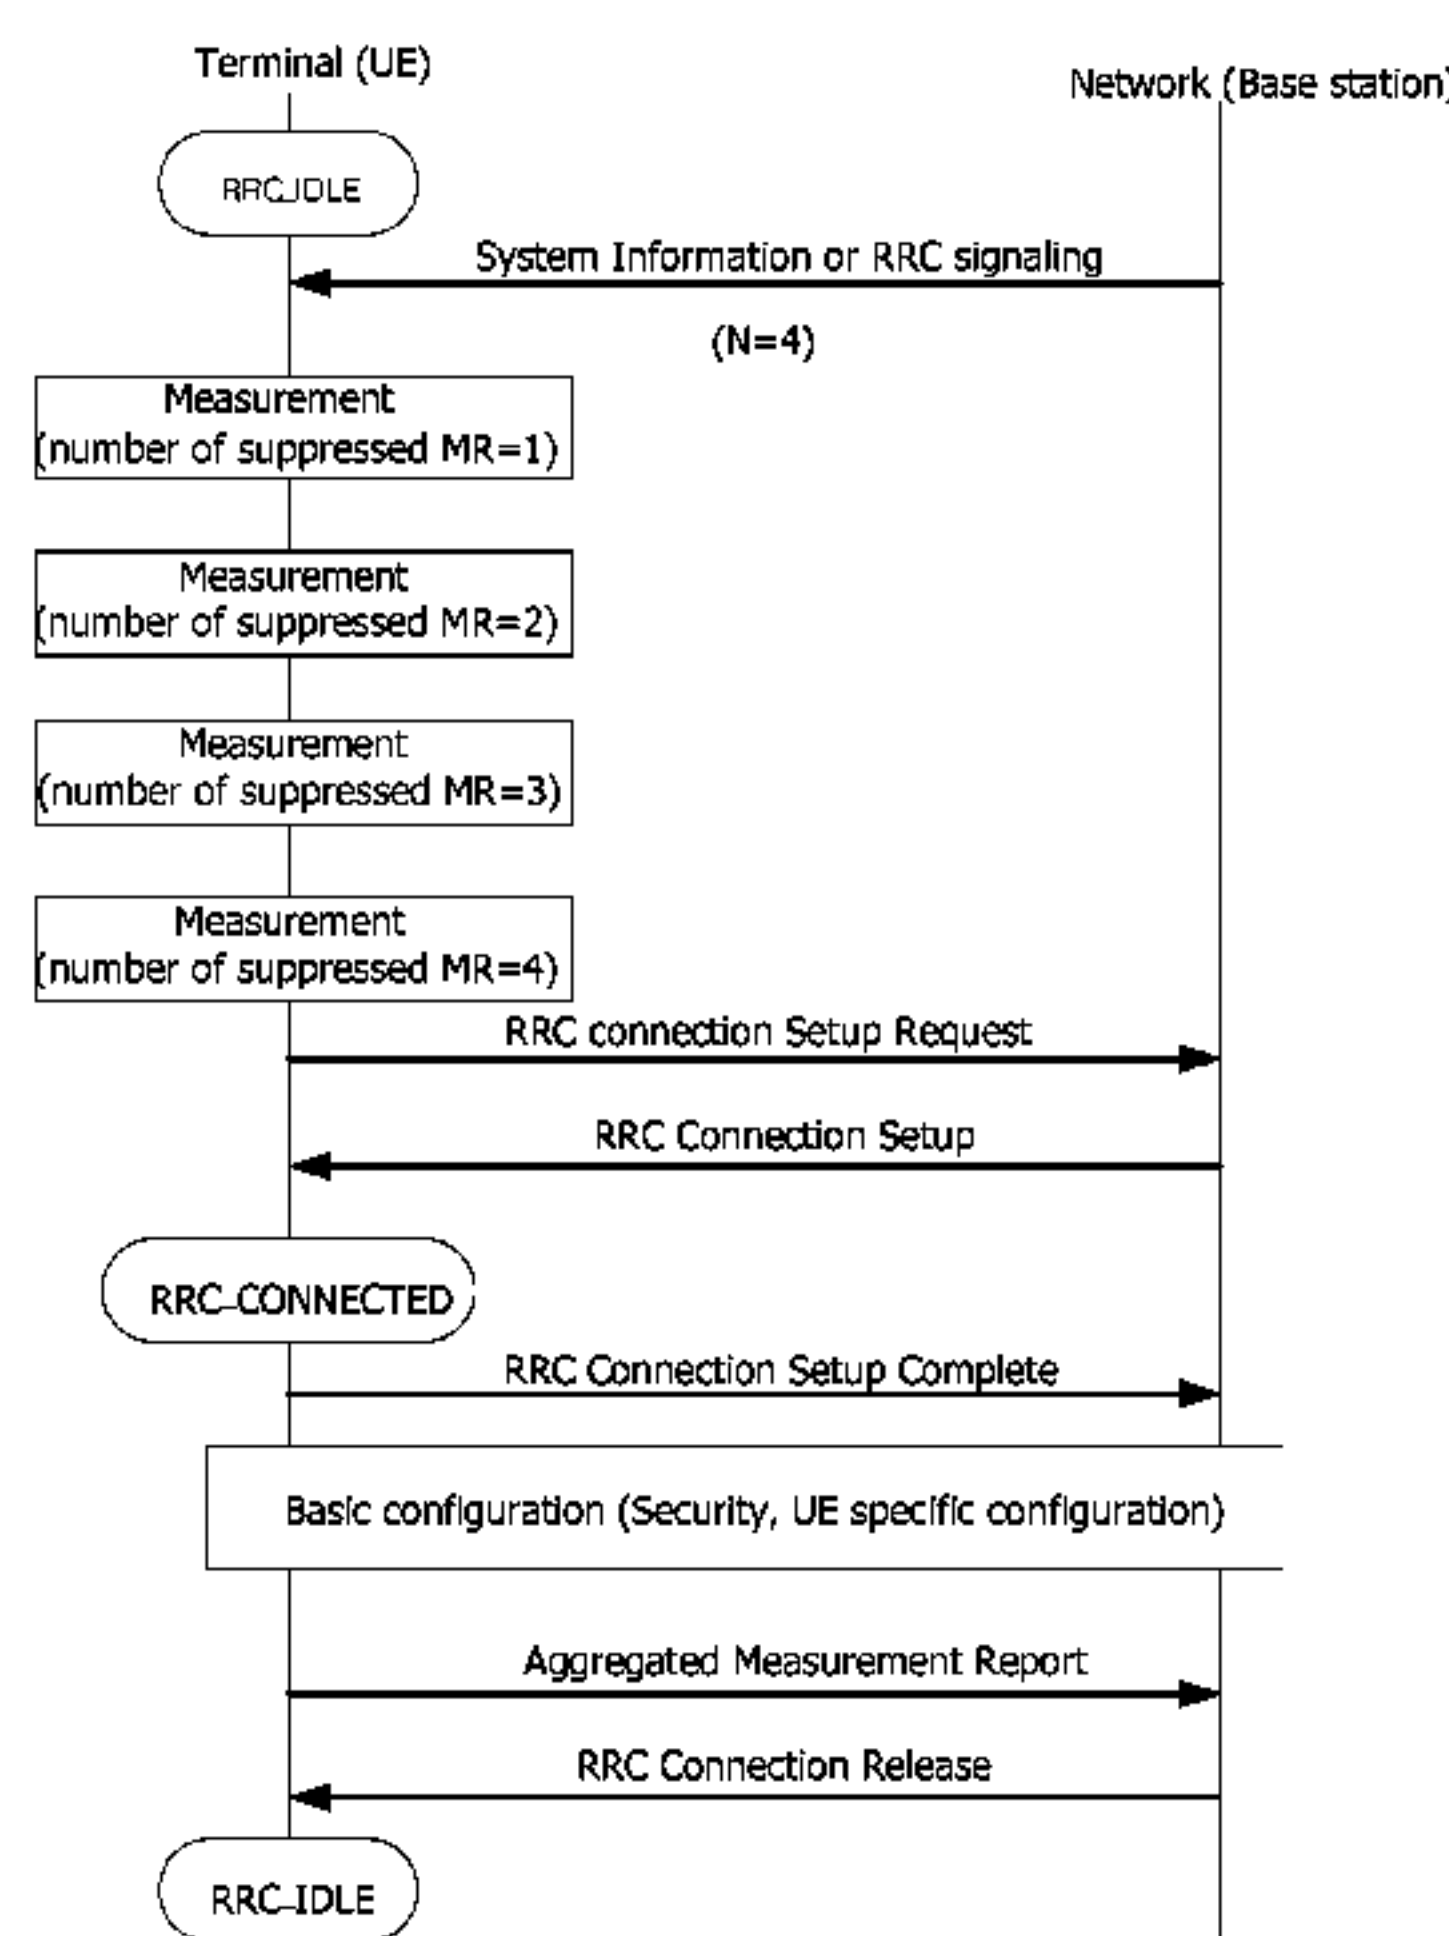 Terminal (UE)
Network (Base station)
RRC_IDLE
System Information or RRC signaling
(N=4)
Measurement
(number of suppressed MR=1)
Measurement
(number of suppressed MR=2)
Measurement
(number of suppressed MR=3)
Measurement
(number of suppressed MR=4)
RRC connection Setup Request
RRC Connection Setup
RRC_CONNECTED
RRC Connection Setup Complete
Basic configuration (Security, UE specific configuration)
Aggregated Measurement Report
RRC Connection Release
RRC_IDLE